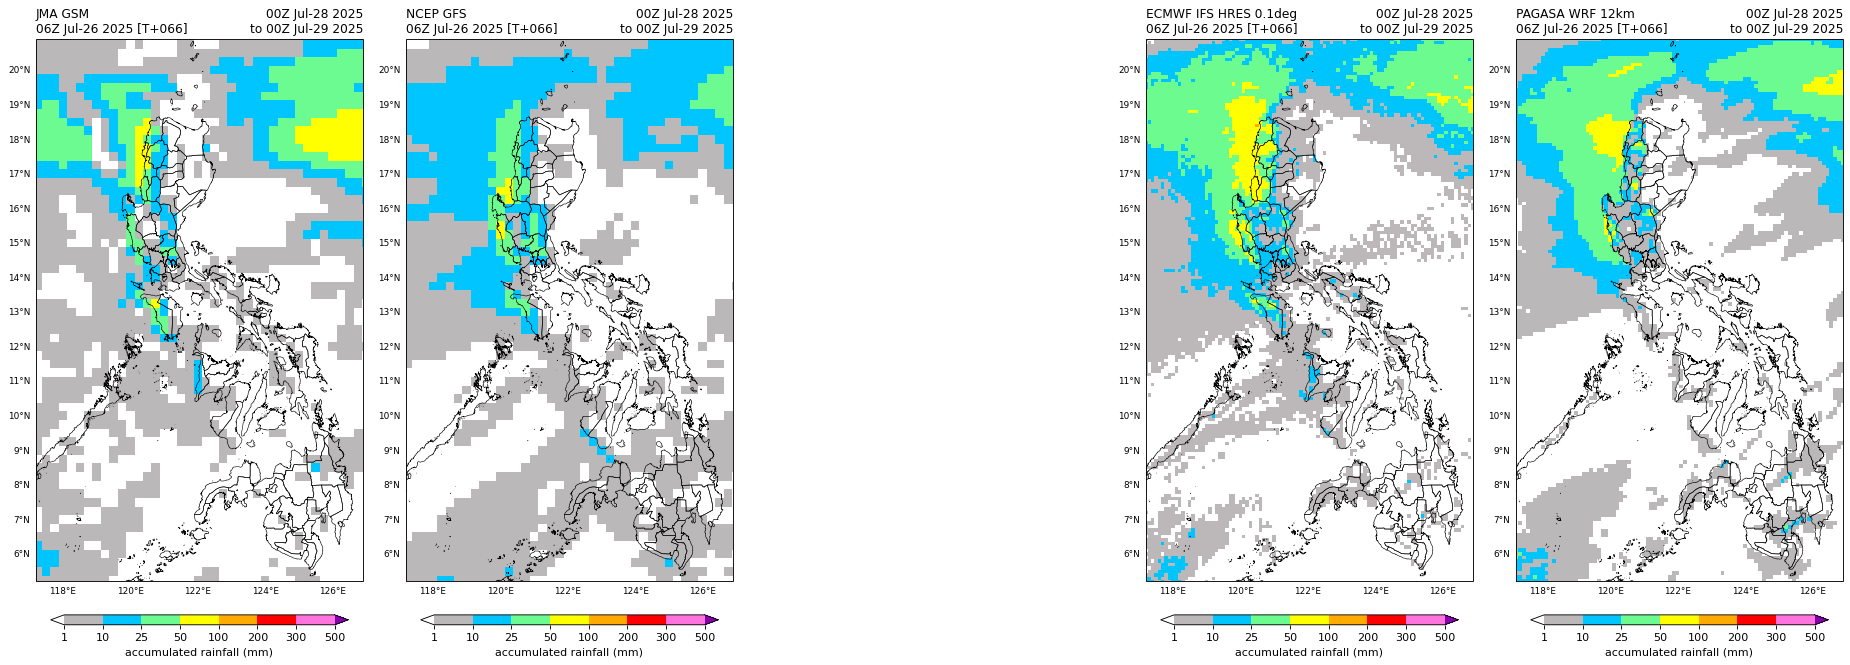 JMA GSM 00Z Jul-28 2025
06Z Jul-26 2025 [T+066] to 00Z Jul-29 2025
20°N
19°N
18°N
17°N
16°N
15°N
14°N
13°N
12°N
11°N
10°N
9°N
8°N
7°N
6°N
118°E 120°E 122°E 124°E 126°E
1 10 25 50 100 200 300 500
accumulated rainfall (mm)
NCEP GFS 00Z Jul-28 2025
06Z Jul-26 2025 [T+066] to 00Z Jul-29 2025
20°N
19°N
18°N
17°N
16°N
15°N
14°N
13°N
12°N
11°N
10°N
9°N
8°N
7°N
6°N
118°E 120°E 122°E 124°E 126°E
1 10 25 50 100 200 300 500
accumulated rainfall (mm)
ECMWF IFS HRES 0.1deg 00Z Jul-28 2025
06Z Jul-26 2025 [T+066] to 00Z Jul-29 2025
20°N
19°N
18°N
17°N
16°N
15°N
14°N
13°N
12°N
11°N
10°N
9°N
8°N
7°N
6°N
118°E 120°E 122°E 124°E 126°E
1 10 25 50 100 200 300 500
accumulated rainfall (mm)
PAGASA WRF 12km 00Z Jul-28 2025
06Z Jul-26 2025 [T+066] to 00Z Jul-29 2025
20°N
19°N
18°N
17°N
16°N
15°N
14°N
13°N
12°N
11°N
10°N
9°N
8°N
7°N
6°N
118°E 120°E 122°E 124°E 126°E
1 10 25 50 100 200 300 500
accumulated rainfall (mm)